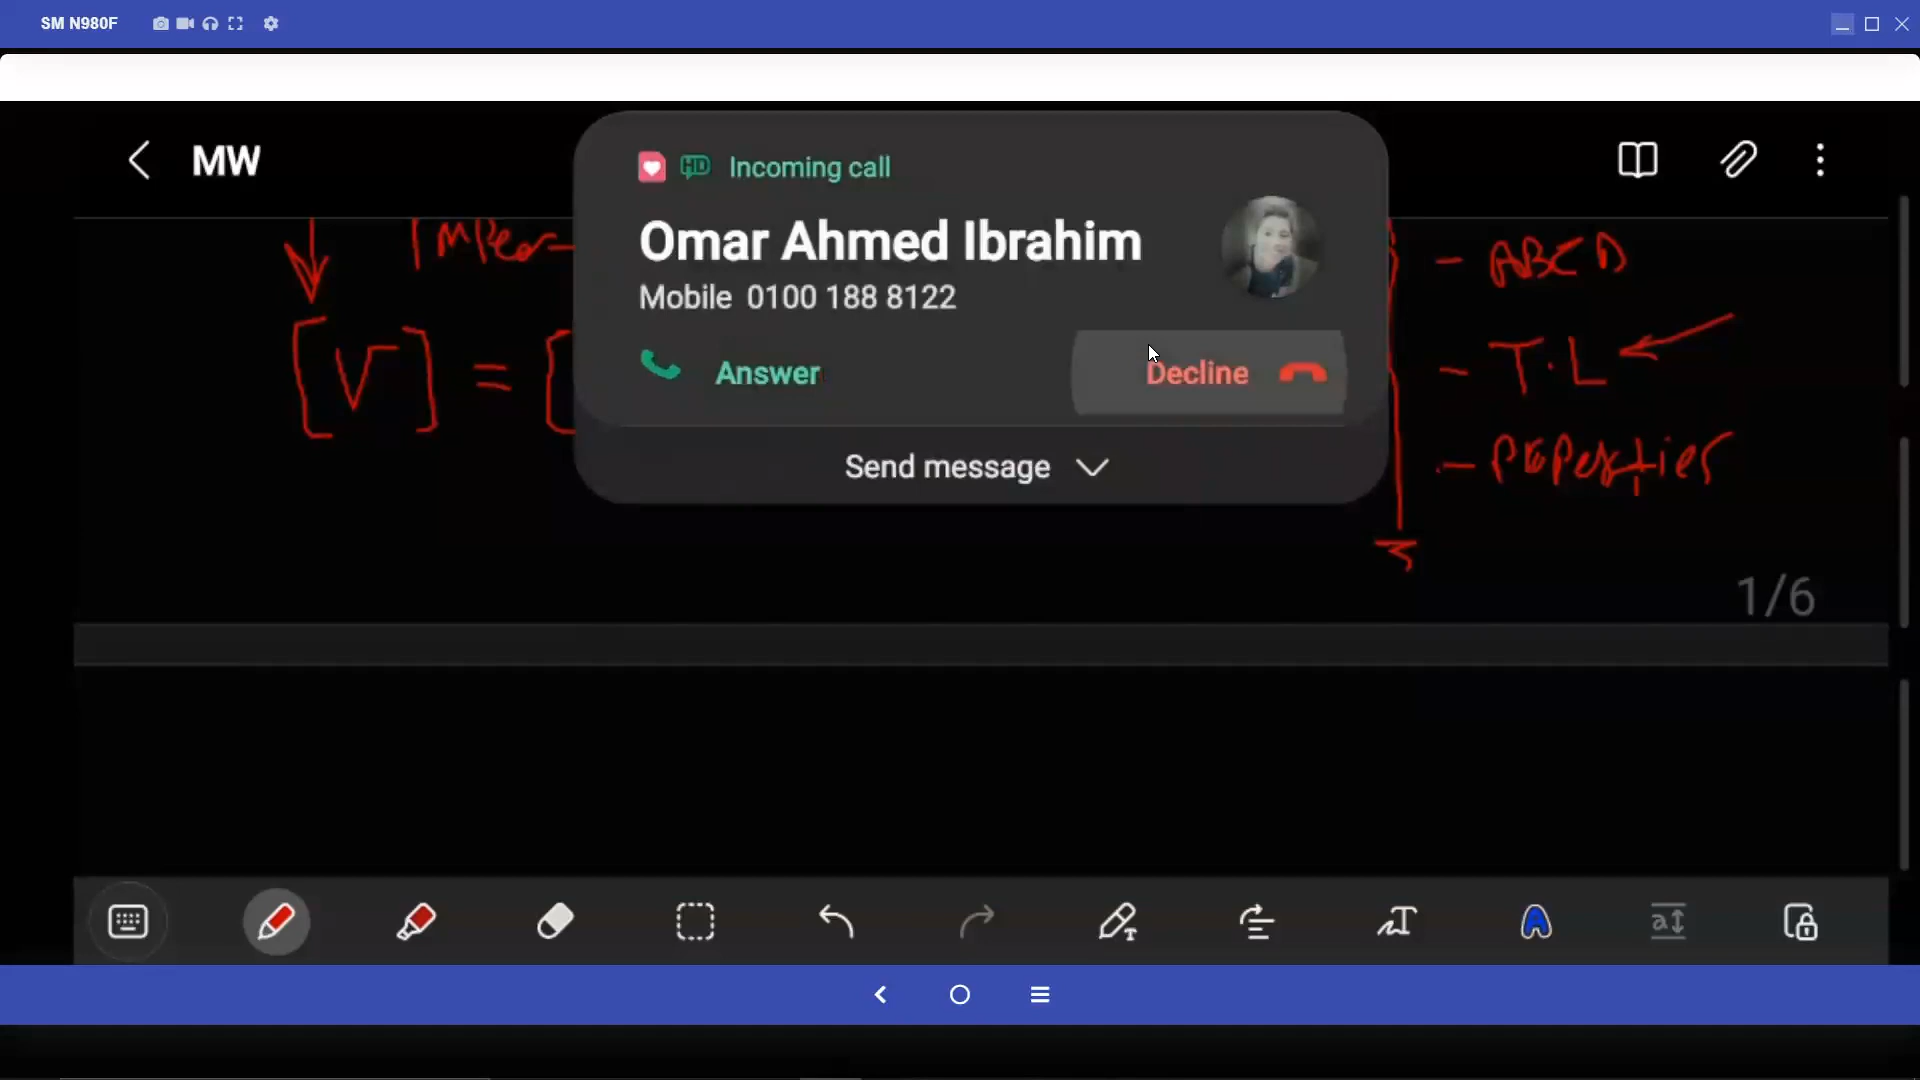 SM N980F
MW
HD Incoming call
Omar Ahmed Ibrahim
Mobile 0100 188 8122
Answer
Decline
Send message
[V] = [
- ABCD
- T.L
1/6